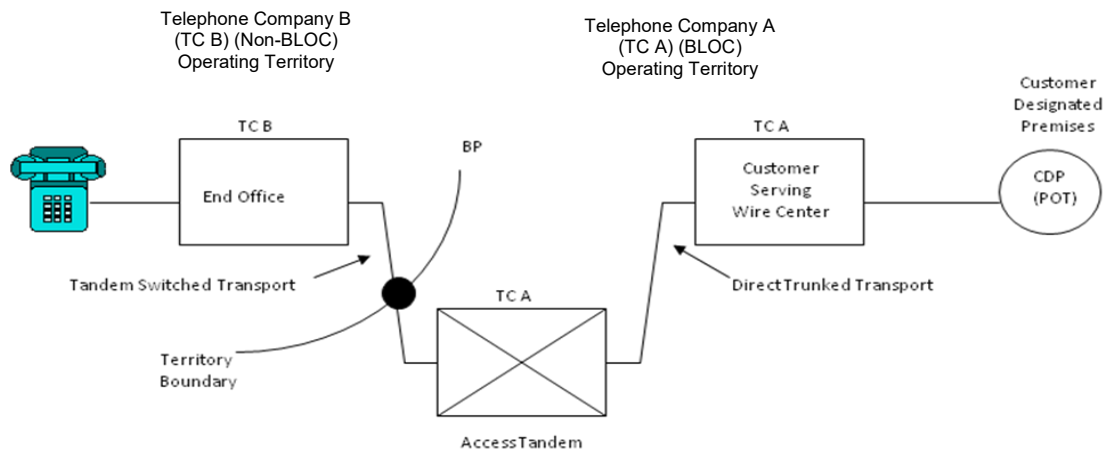 Telephone Company B
(TC B) (Non-BLOC)
Operating Territory
Telephone Company A
(TC A) (BLOC)
Operating Territory
Customer
Designated
Premises
TC B
BP
TC A
End Office
Customer
Serving
Wire Center
CDP
(POT)
Tandem Switched Transport
TC A
Direct Trunked Transport
Territory
Boundary
Access Tandem